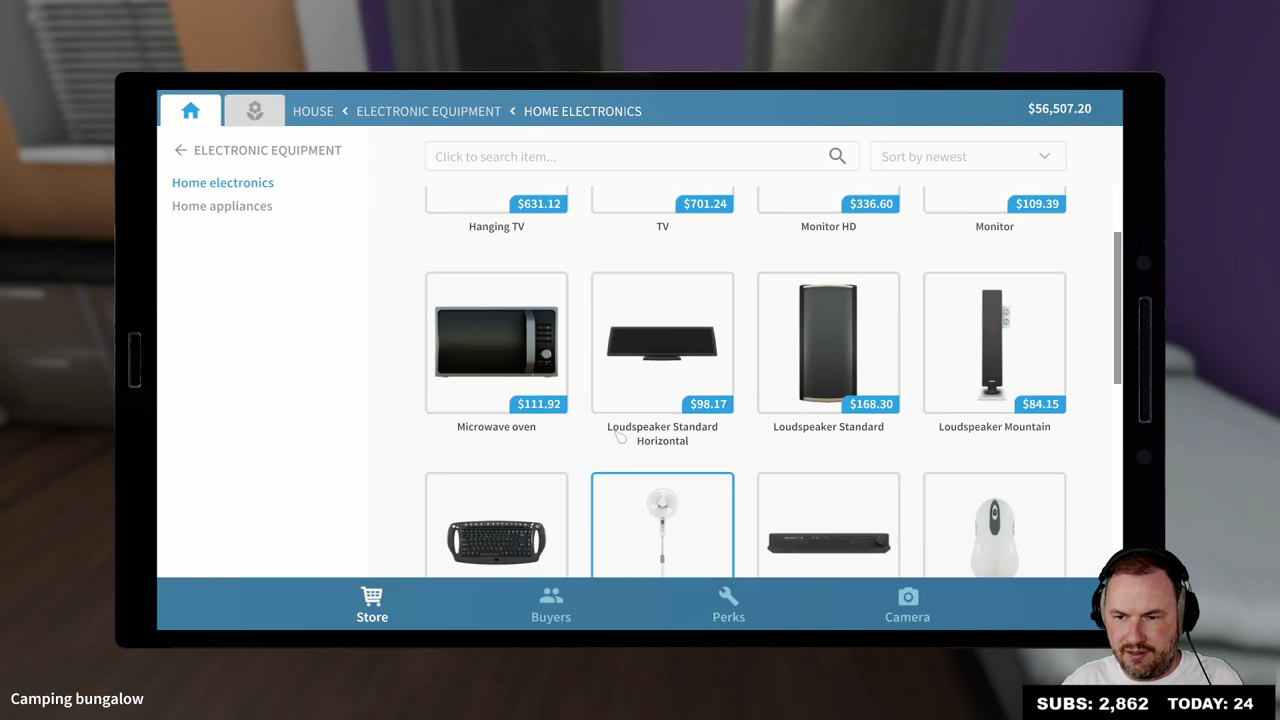 HOUSE < ELECTRONIC EQUIPMENT < HOME ELECTRONICS
$56,507.20
ELECTRONIC EQUIPMENT
Home electronics
Home appliances
Click to search item...
Sort by newest
$631.12
$701.24
$336.60
$109.39
Hanging TV
TV
Monitor HD
Monitor
$111.92
$98.17
$168.30
$84.15
Microwave oven
Loudspeaker Standard
Horizontal
Loudspeaker Standard
Loudspeaker Mountain
Store
Buyers
Perks
Camera
Camping bungalow
SUBS: 2,862
TODAY: 24